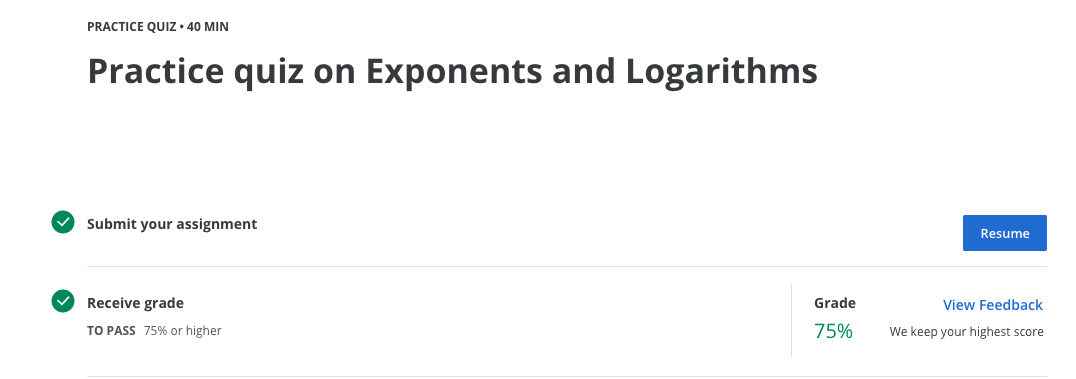 PRACTICE QUIZ • 40 MIN
Practice quiz on Exponents and Logarithms
Submit your assignment
Resume
Receive grade
TO PASS 75% or higher
Grade
75%
View Feedback
We keep your highest score